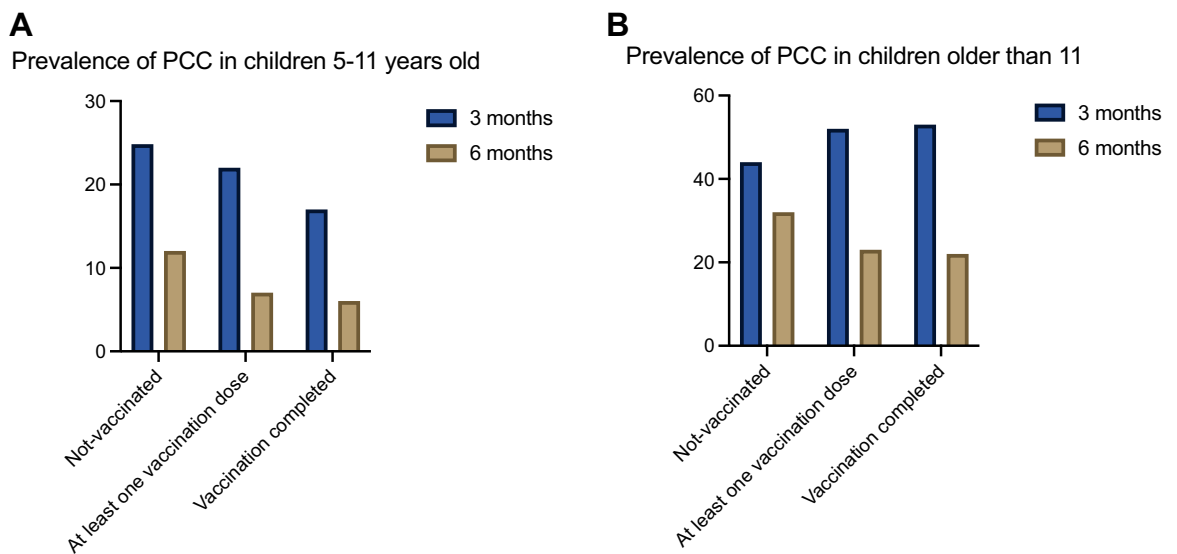 A
Prevalence of PCC in children 5-11 years old
30
20
10
0
3 months
6 months
Not-vaccinated
At least one vaccination dose
Vaccination completed
B
Prevalence of PCC in children older than 11
60
40
20
0
3 months
6 months
Not-vaccinated
At least one vaccination dose
Vaccination completed